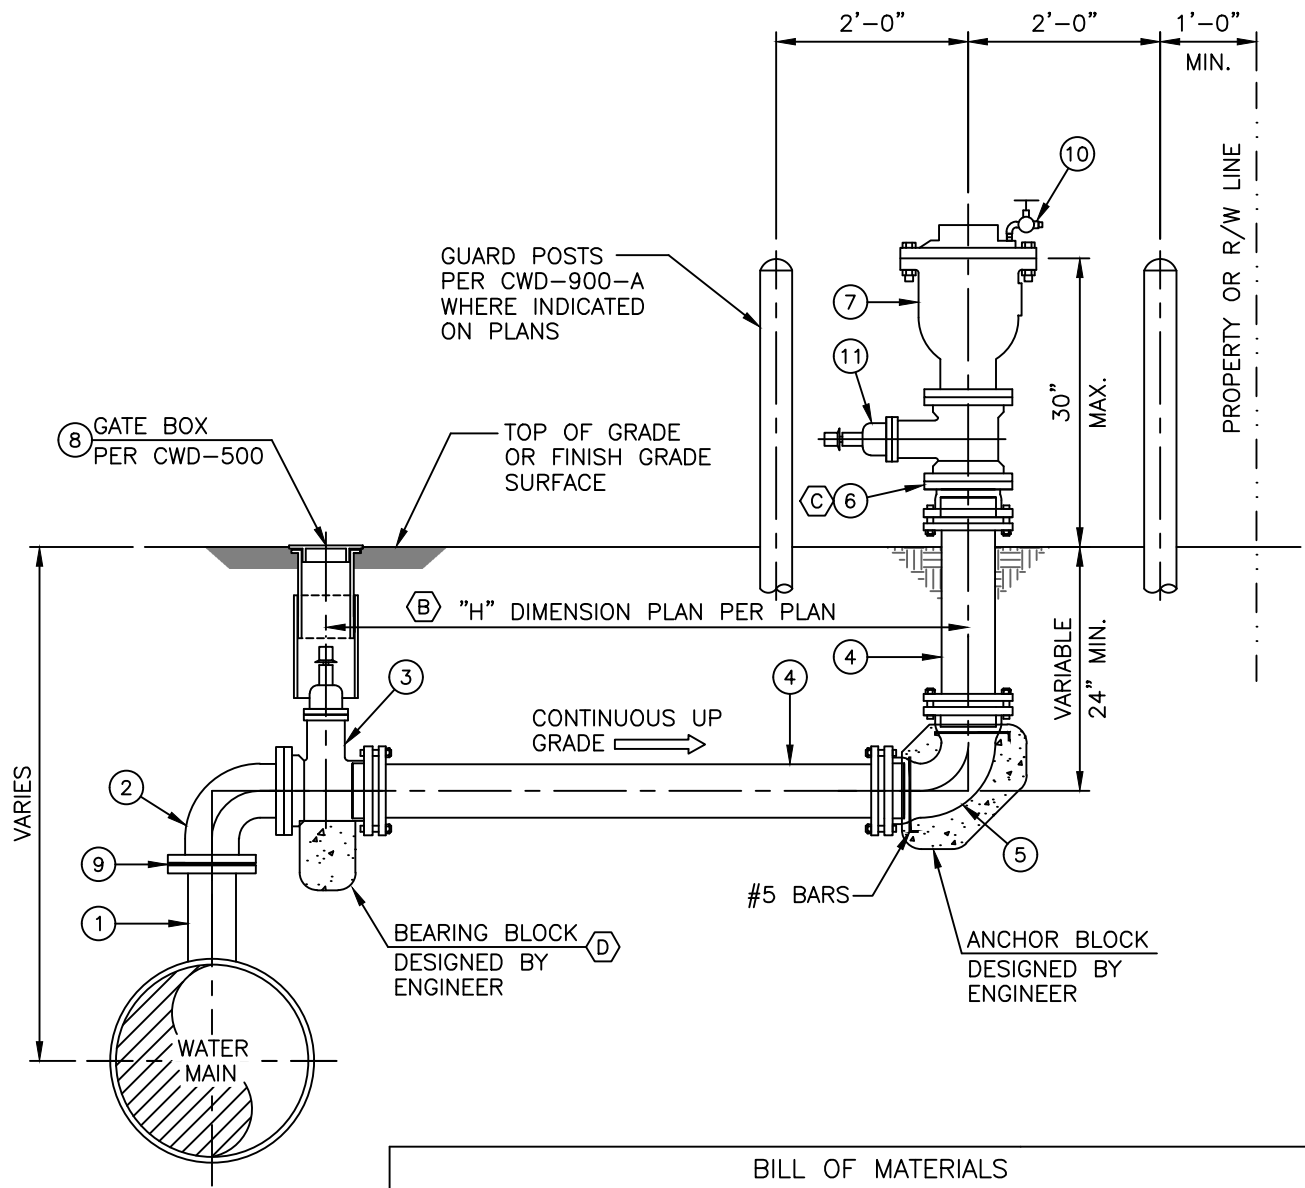 2'-0"
2'-0"
1'-0"
MIN.
10
PROPERTY OR R/W LINE
GUARD POSTS
PER CWD-900-A
WHERE INDICATED
ON PLANS
7
11
30"
MAX.
8
GATE BOX
PER CWD-500
TOP OF GRADE
OR FINISH GRADE
SURFACE
C
6
B
"H" DIMENSION PLAN PER PLAN
VARIABLE
24" MIN.
3
4
4
CONTINUOUS UP
GRADE
VARIES
2
9
5
#5 BARS
1
BEARING BLOCK
D
DESIGNED BY
ENGINEER
ANCHOR BLOCK
DESIGNED BY
ENGINEER
WATER
MAIN
BILL OF MATERIALS